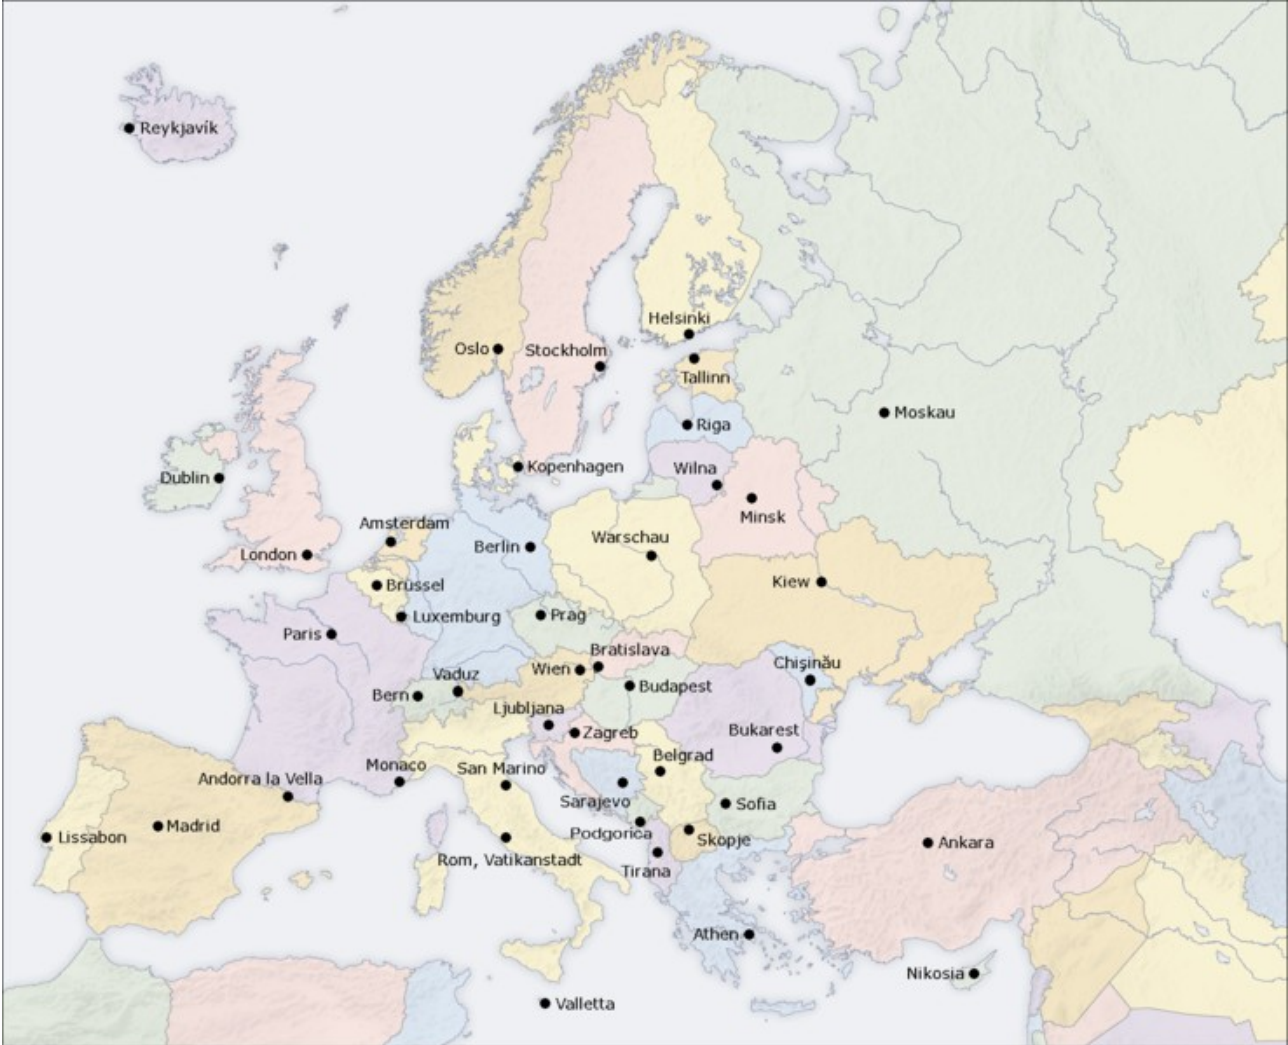 Reykjavík
Helsinki
Oslo
Stockholm
Tallinn
Moskau
Riga
Kopenhagen
Wilna
Dublin
Minsk
Amsterdam
Warschau
Berlin
London
Kiew
Brüssel
Luxemburg
Prag
Paris
Bratislava
Chişinău
Wien
Vaduz
Budapest
Bern
Ljubljana
Bukarest
Zagreb
Belgrad
Monaco
San Marino
Andorra la Vella
Sarajevo
Sofia
Madrid
Podgorica
Lissabon
Skopje
Ankara
Rom, Vatikanstadt
Tirana
Athen
Nikosia
Valletta